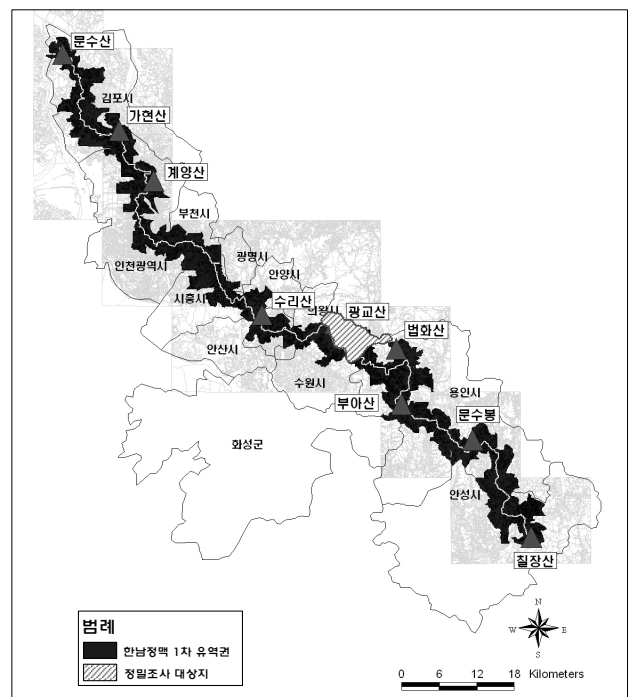 문수산
김포시
가현산
계양산
부천시
인천광역시
광명시
안양시
시흥시
수리산
의왕시
광교산
법화산
안산시
수원시
용인시
부아산
문수봉
화성군
안성시
칠장산
범례
한남정맥 1차 유역권
정밀조사 대상지
N
W E
S
0 6 12 18 Kilometers